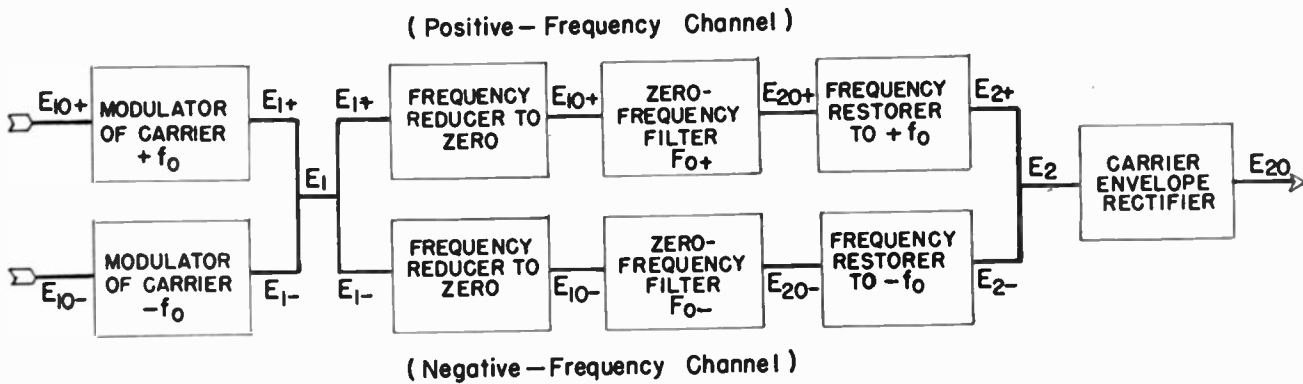 ( Positive – Frequency Channel )
E10+
MODULATOR
OF CARRIER
+ f0
E1+
E1
E1+
FREQUENCY
REDUCER TO
ZERO
E10+
ZERO-
FREQUENCY
FILTER
F0+
E20+
FREQUENCY
RESTORER
TO + f0
E2+
E2
CARRIER
ENVELOPE
RECTIFIER
E20
E10-
MODULATOR
OF CARRIER
-f0
E1-
E1-
FREQUENCY
REDUCER TO
ZERO
E10-
ZERO-
FREQUENCY
FILTER
F0-
E20-
FREQUENCY
RESTORER
TO -f0
E2-
( Negative – Frequency Channel )